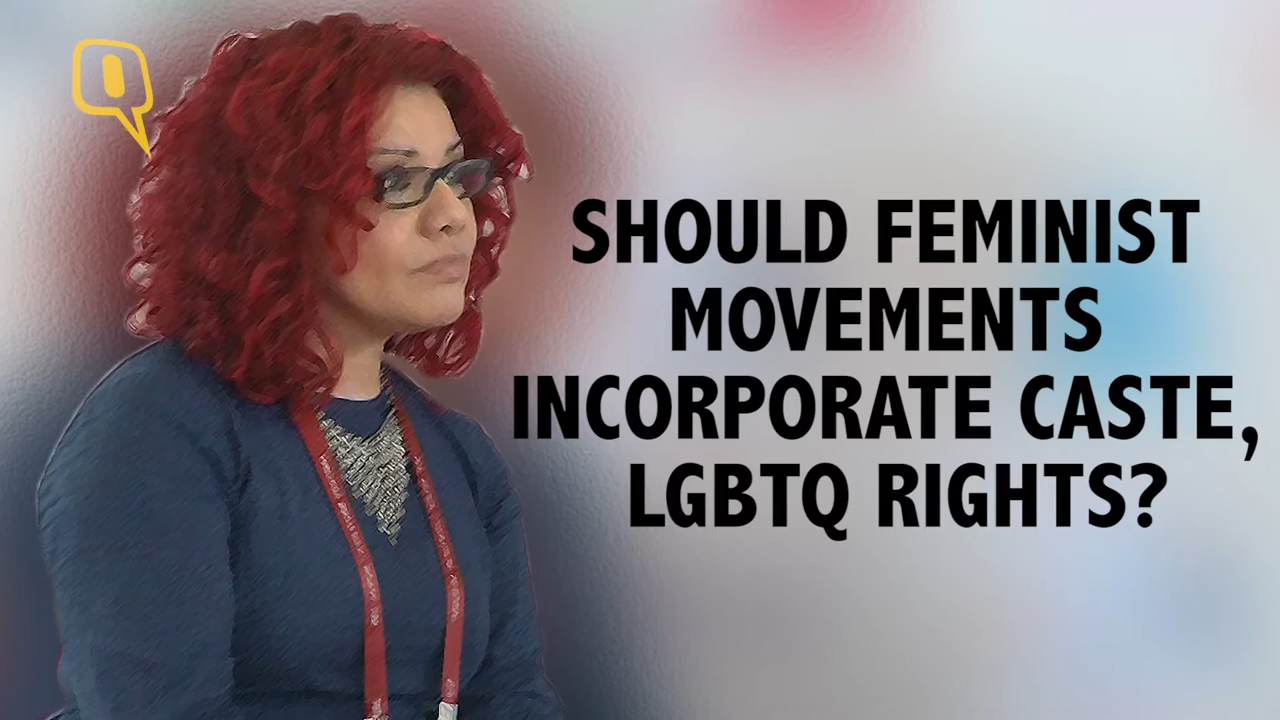 Q
SHOULD FEMINIST
MOVEMENTS
INCORPORATE CASTE,
LGBTQ RIGHTS?